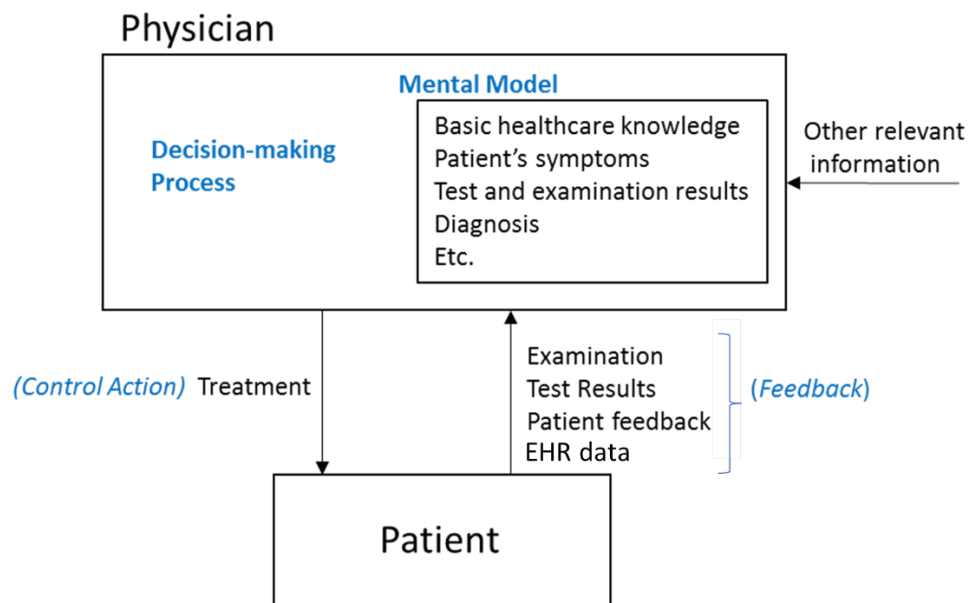 Physician
Mental Model
Basic healthcare knowledge
Patient's symptoms
Test and examination results
Diagnosis
Etc.
Decision-making
Process
Other relevant
information
(Control Action) Treatment
Examination
Test Results
Patient feedback
EHR data
(Feedback)
Patient